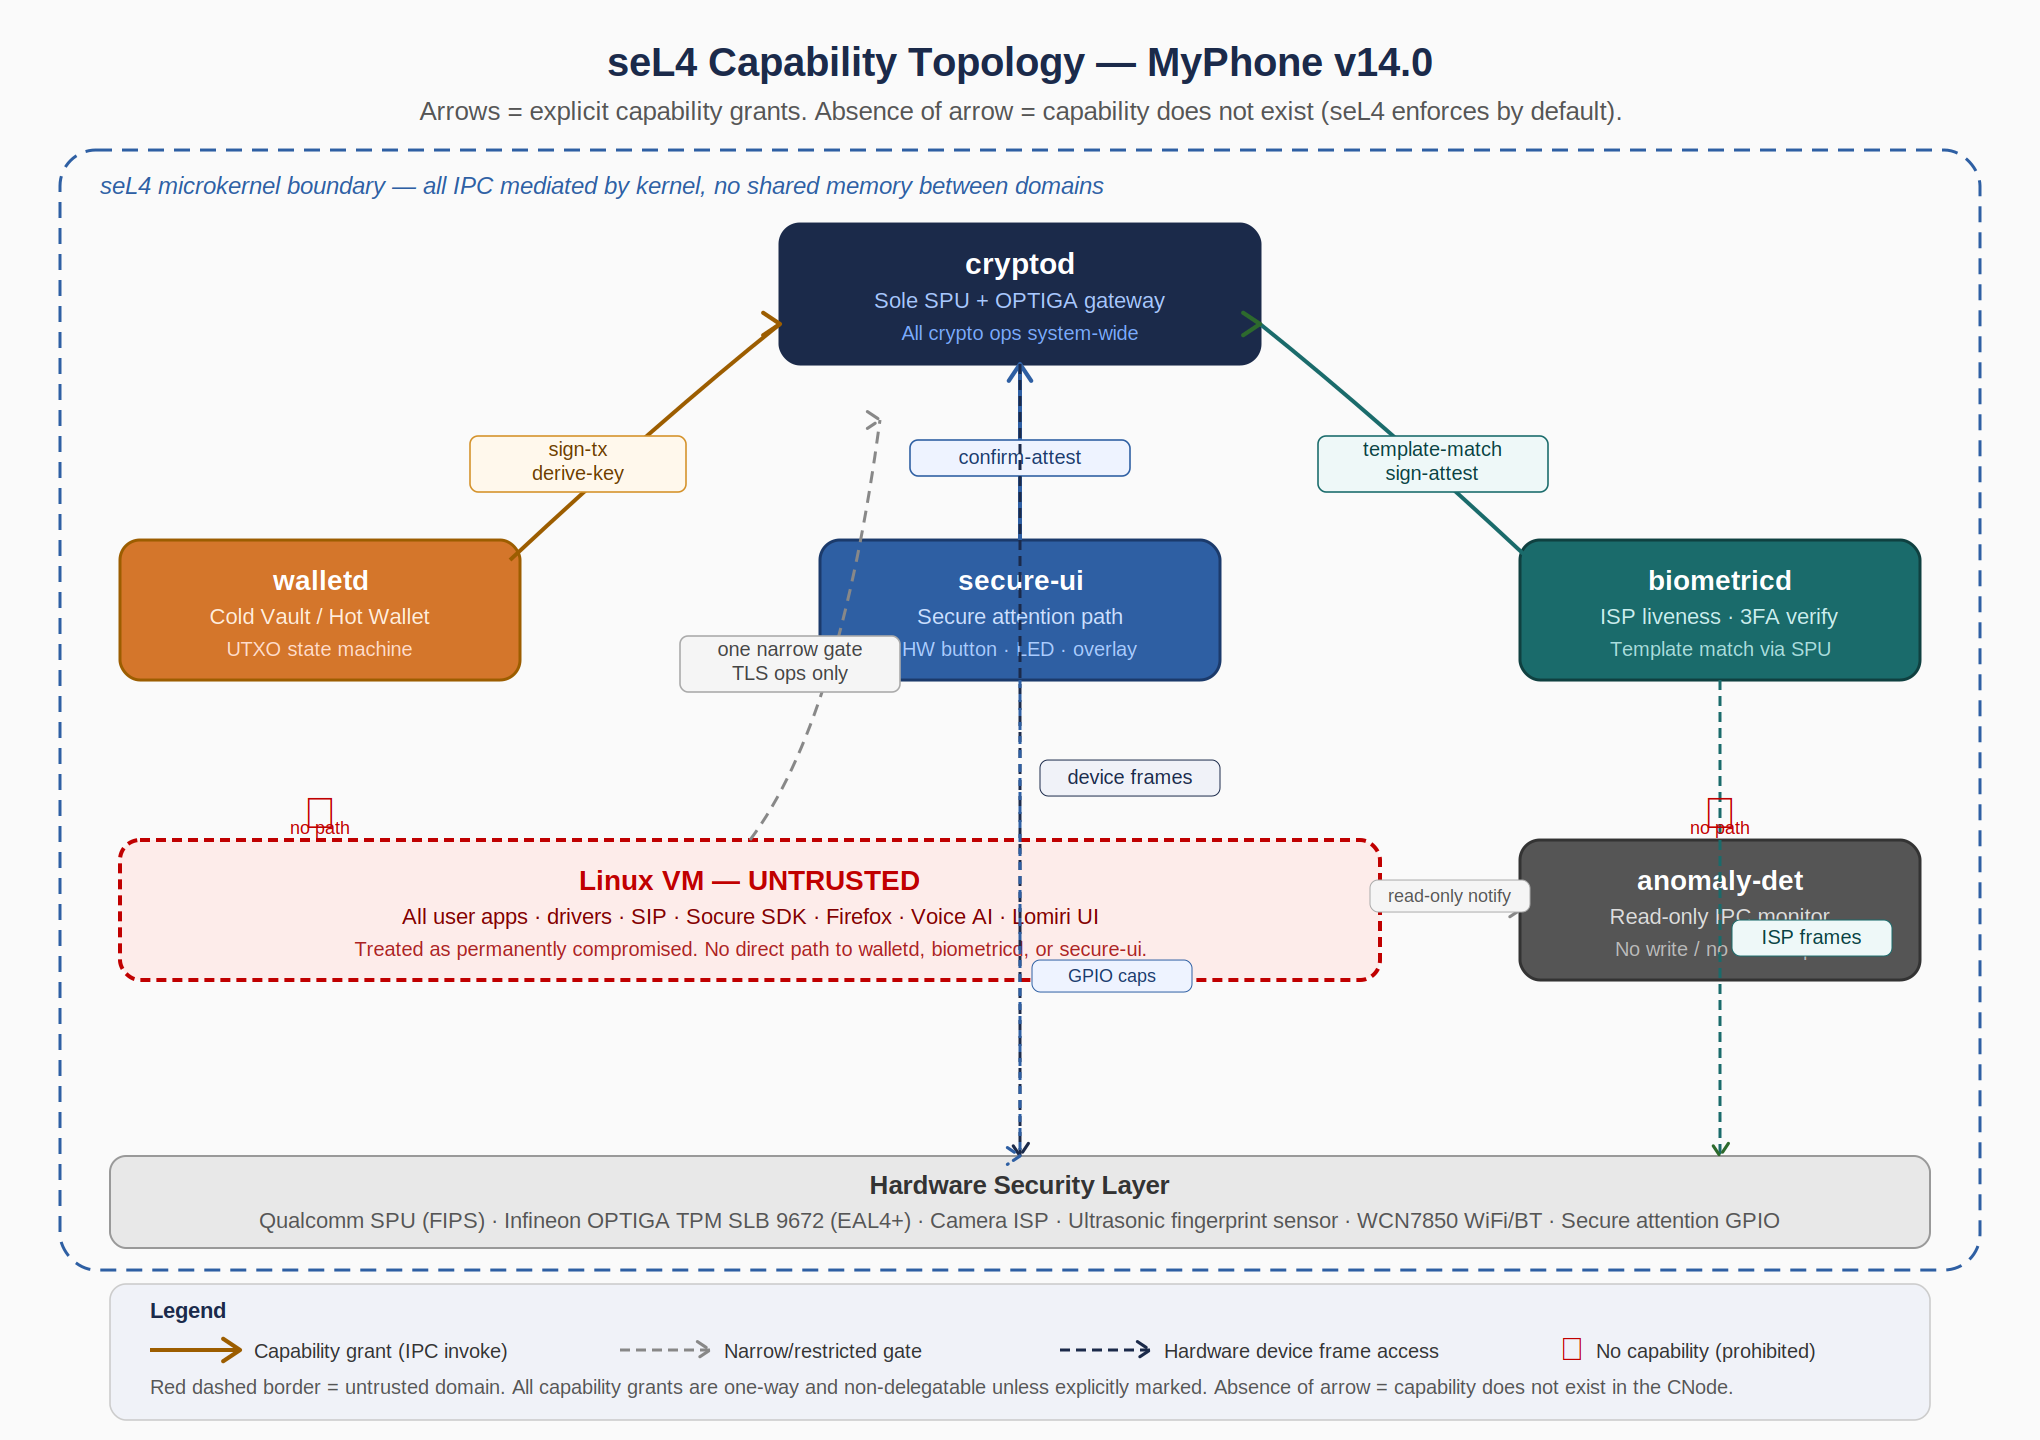 seL4 Capability Topology — MyPhone v14.0
Arrows = explicit capability grants. Absence of arrow = capability does not exist (seL4 enforces by default).
seL4 microkernel boundary — all IPC mediated by kernel, no shared memory between domains
cryptod
Sole SPU + OPTIGA gateway
All crypto ops system-wide
sign-tx
derive-key
confirm-attest
template-match
sign-attest
walletd
Cold Vault / Hot Wallet
UTXO state machine
secure-ui
Secure attention path
HW button · LED · overlay
biometricd
ISP liveness · 3FA verify
Template match via SPU
one narrow gate
TLS ops only
device frames
no path
no path
Linux VM — UNTRUSTED
All user apps · drivers · SIP · Socure SDK · Firefox · Voice AI · Lomiri UI
Treated as permanently compromised. No direct path to walletd, biometricd, or secure-ui.
read-only notify
anomaly-det
Read-only IPC monitor
No write / no
ISP frames
GPIO caps
Hardware Security Layer
Qualcomm SPU (FIPS) · Infineon OPTIGA TPM SLB 9672 (EAL4+) · Camera ISP · Ultrasonic fingerprint sensor · WCN7850 WiFi/BT · Secure attention GPIO
Legend
Capability grant (IPC invoke)
Narrow/restricted gate
Hardware device frame access
No capability (prohibited)
Red dashed border = untrusted domain. All capability grants are one-way and non-delegatable unless explicitly marked. Absence of arrow = capability does not exist in the CNode.